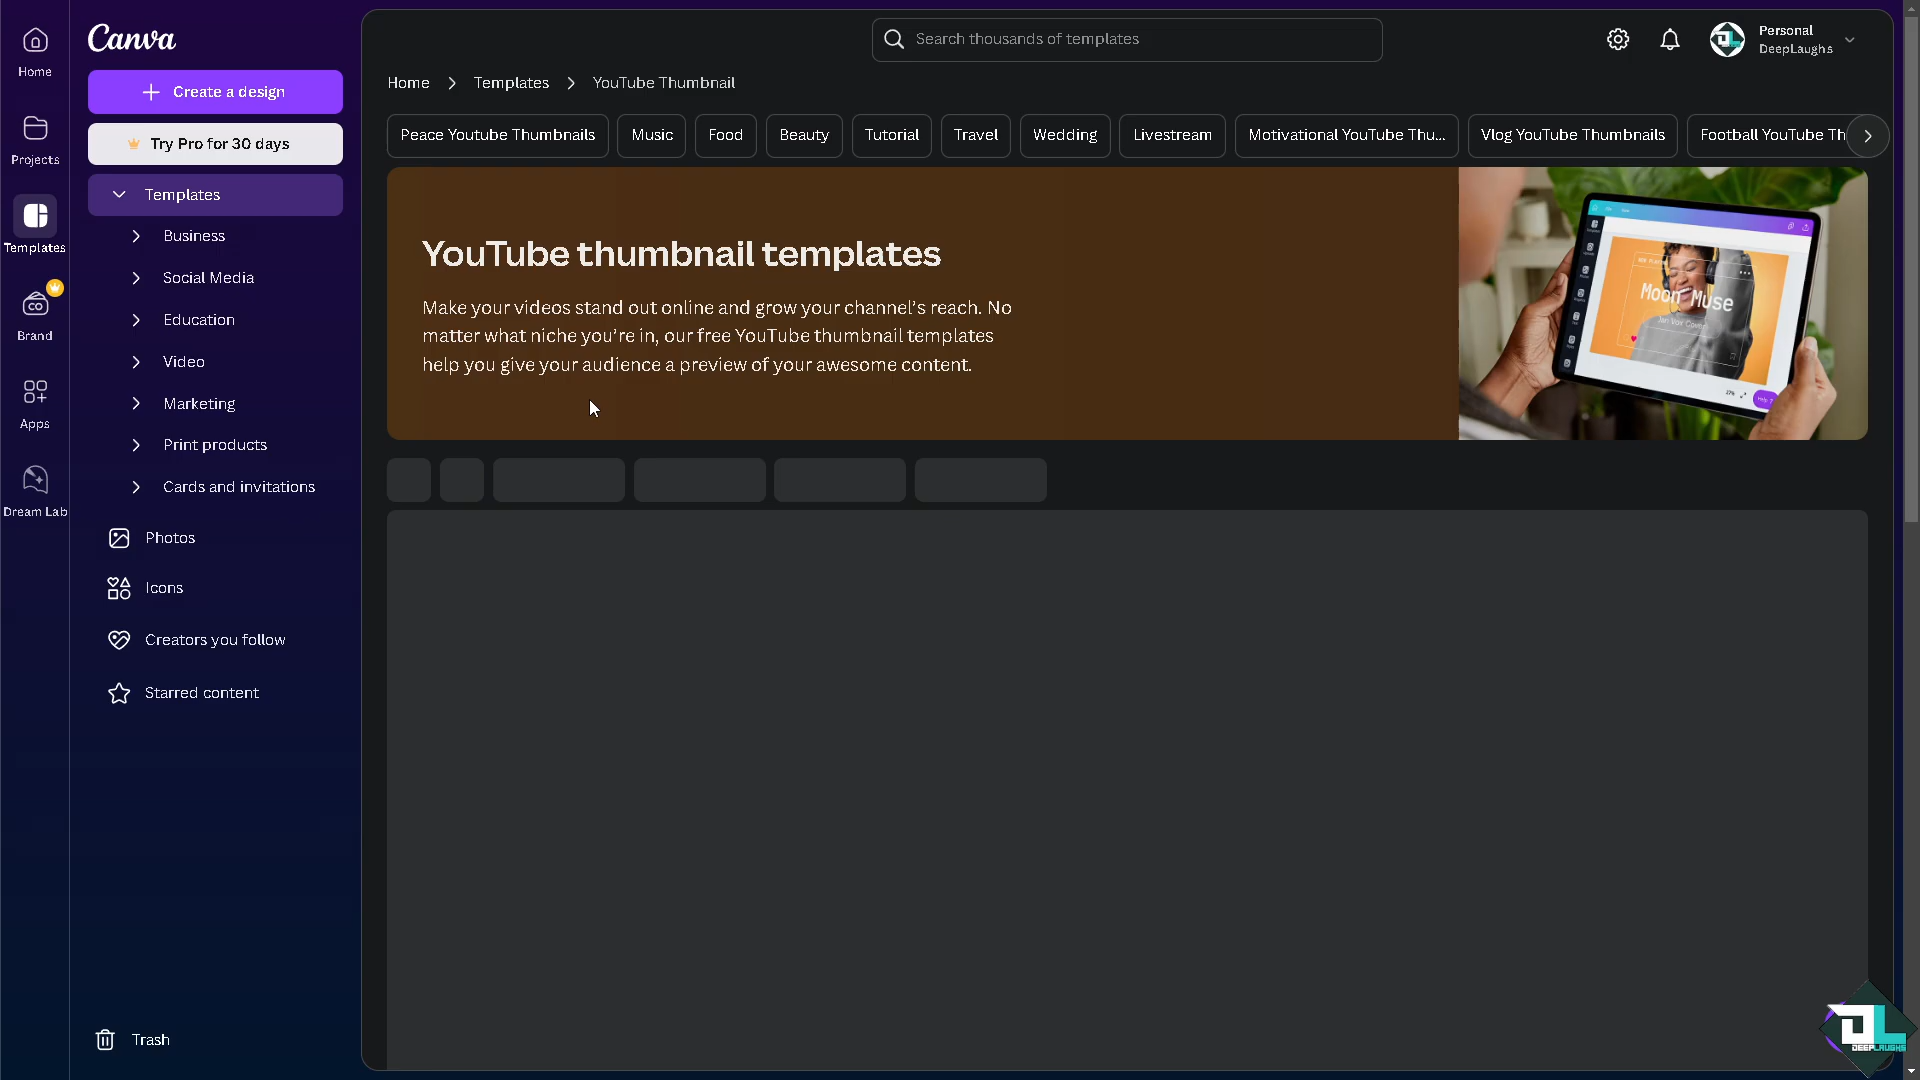 Home
Projects
Templates
Brand
Apps
Dream Lab
Canva
Create a design
Try Pro for 30 days
Templates
Business
Social Media
Education
Video
Marketing
Print products
Cards and invitations
Photos
Icons
Creators you follow
Starred content
Trash
Search thousands of templates
Personal
DeepLaughs
Home > Templates > YouTube Thumbnail
Peace Youtube Thumbnails
Music
Food
Beauty
Tutorial
Travel
Wedding
Livestream
Motivational YouTube Thu...
Vlog YouTube Thumbnails
Football YouTube Th
YouTube thumbnail templates
Make your videos stand out online and grow your channel's reach. No
matter what niche you're in, our free YouTube thumbnail templates
help you give your audience a preview of your awesome content.
Moon Muse
DL
DEEPLAUGHS